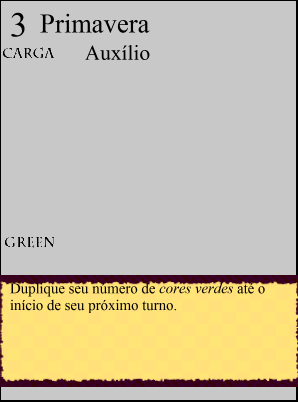 3 Primavera
CARGA Auxílio
GREEN
Duplique seu número de cores verdes até o
início de seu próximo turno.